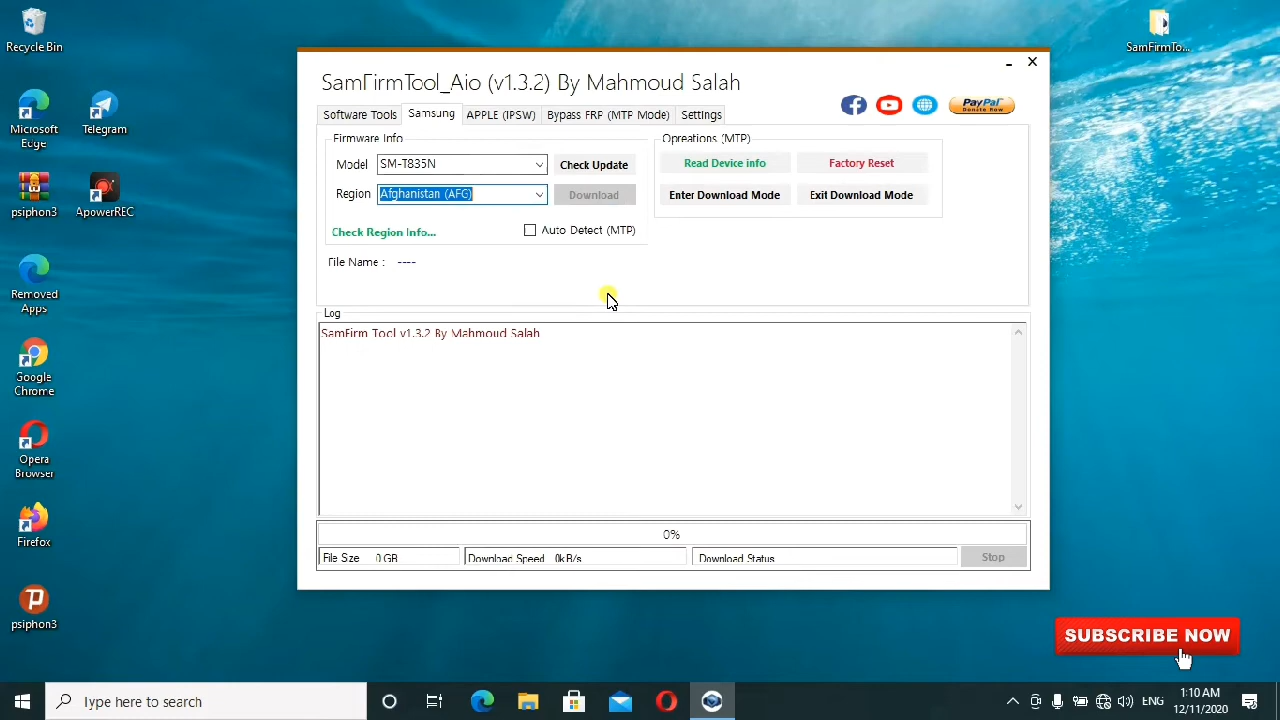 Recycle Bin
SamFirmTo...
Microsoft
Edge
Telegram
psiphon3
ApowerREC
Removed
Apps
Google
Chrome
Opera
Browser
Firefox
psiphon3
SamFirmTool_Aio (v1.3.2) By Mahmoud Salah
PayPal
Donate Now
Software Tools
Samsung
APPLE (IPSW)
Bypass FRP (MTP Mode)
Settings
Firmware Info
Model SM-T835N Check Update
Region Afghanistan (AFG) Download
Check Region Info... Auto Detect (MTP)
File Name : ----
Opreations (MTP)
Read Device info Factory Reset
Enter Download Mode Exit Download Mode
Log
SamFirm Tool v1.3.2 By Mahmoud Salah
0%
File Size 0 GB Download Speed 0kB/s Download Status Stop
SUBSCRIBE NOW
Type here to search
ENG
1:10 AM
12/11/2020